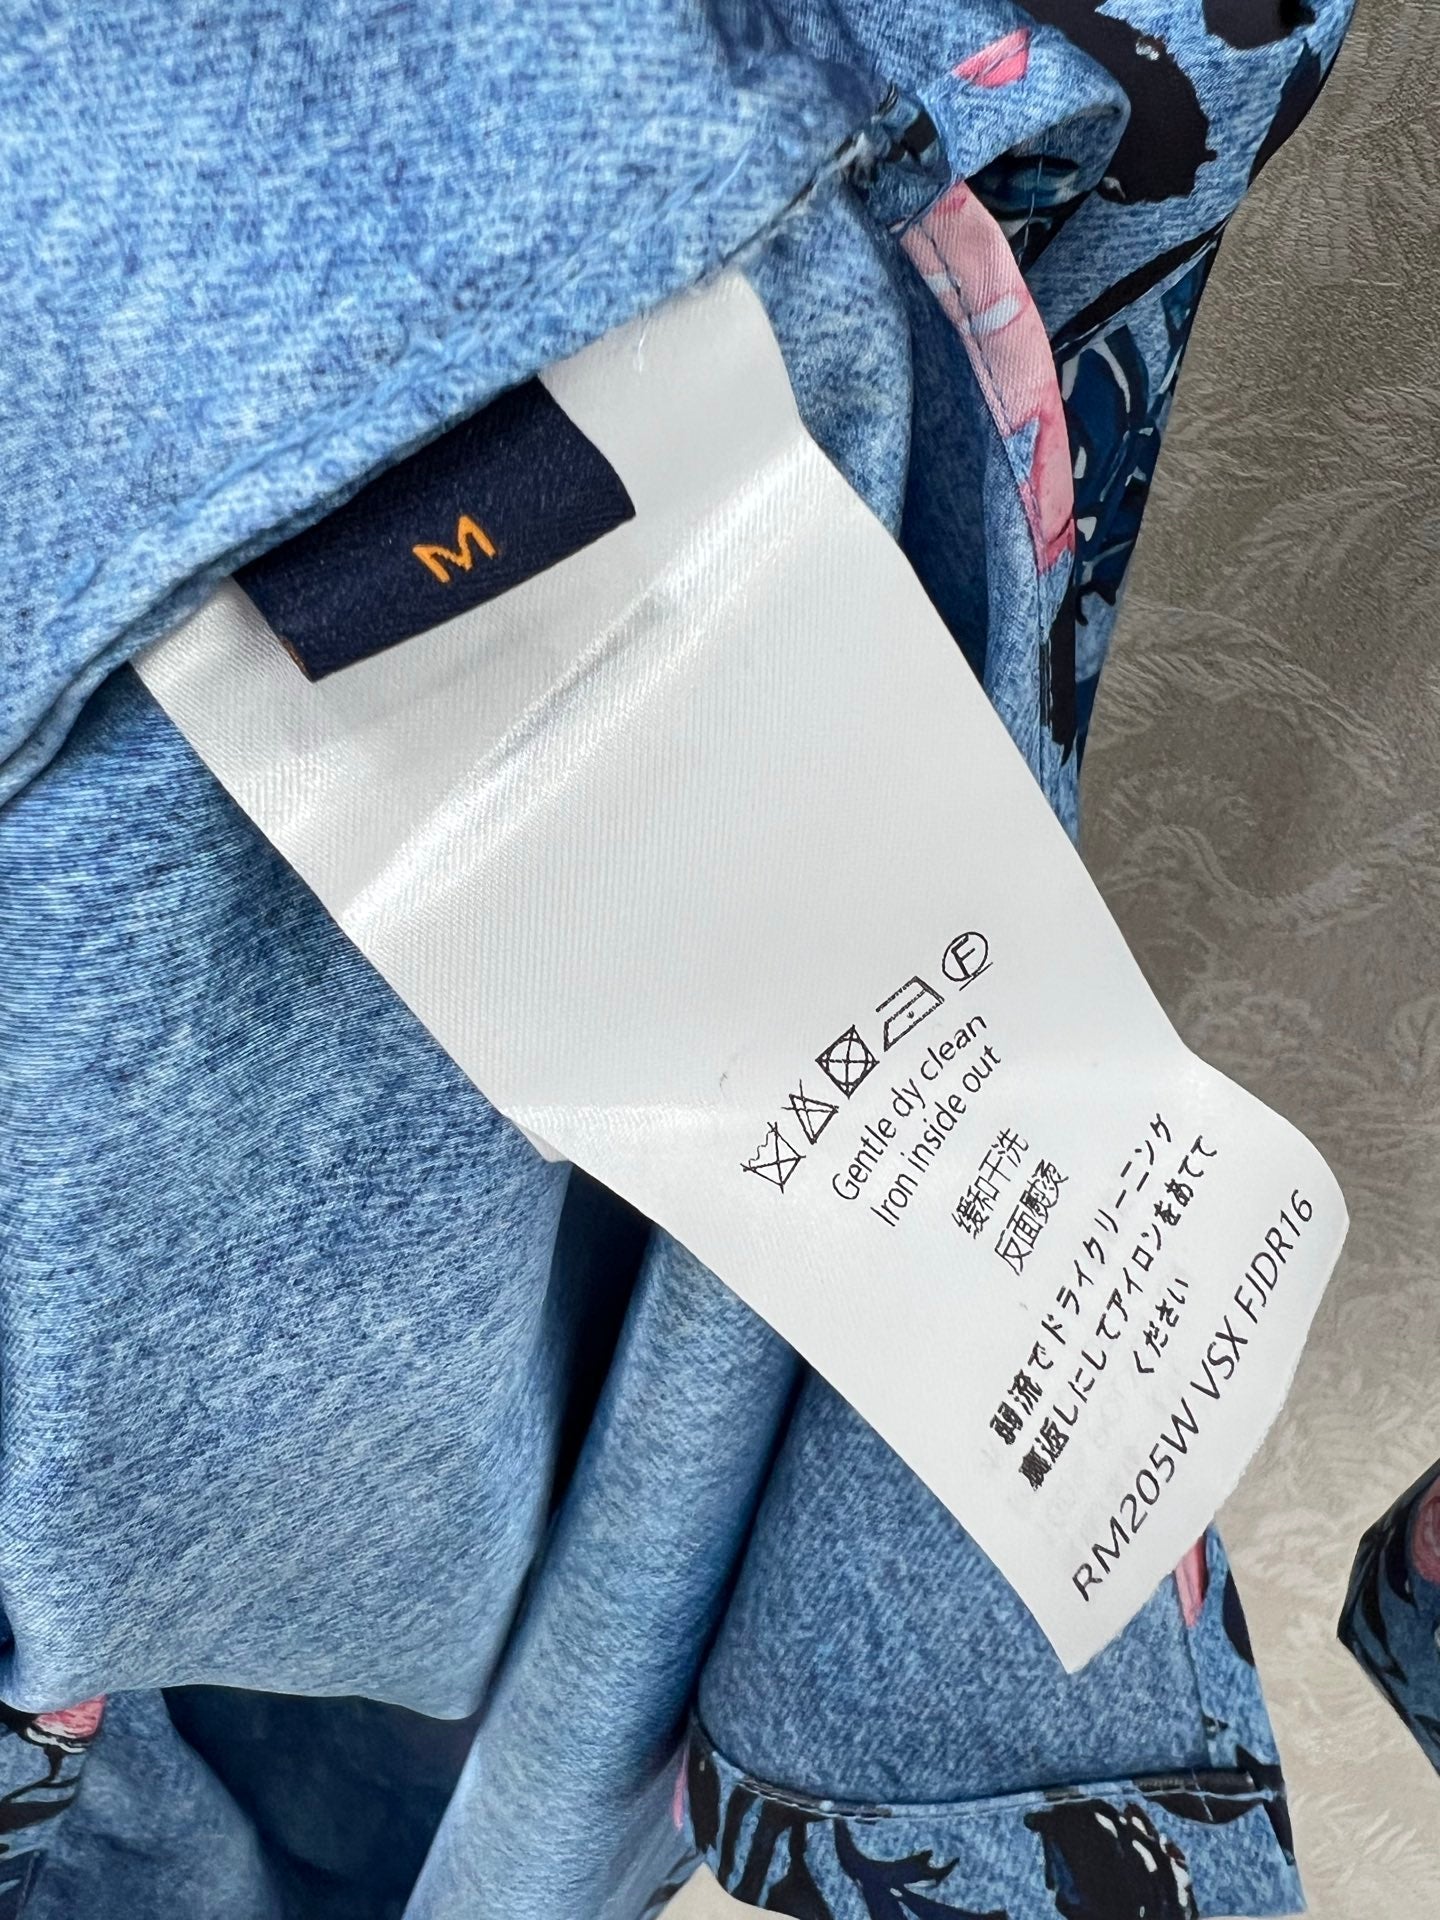 M
F
Gentle dy clean
Iron inside out
缓和干洗
反面熨烫
弱流でドライクリーニング
裏返しにしてアイロンをあてて
ください
RM205W VSX FJDR16